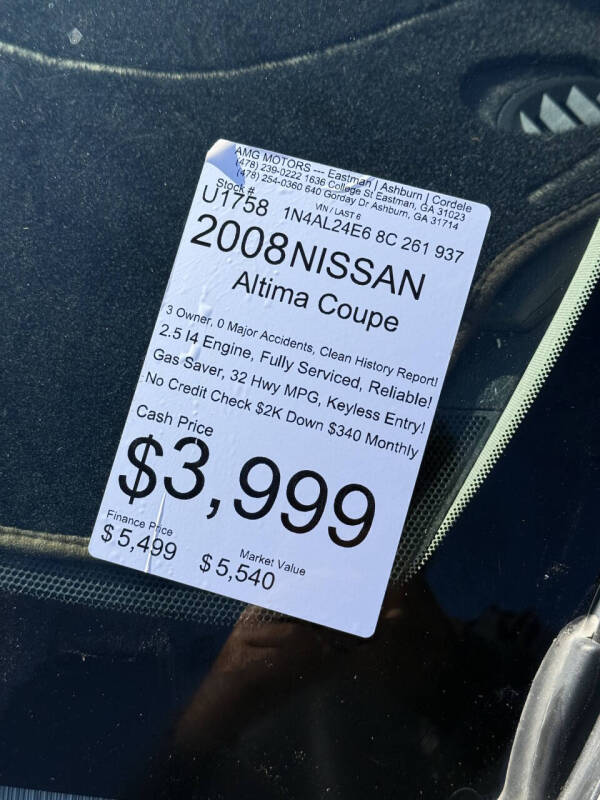 AMG MOTORS --- Eastman | Ashburn | Cordele
(478) 239-0222 1636 College St Eastman, GA 31023
(478) 254-0360 640 Gorday Dr Ashburn, GA 31714
Stock # VIN / LAST 6
U1758 1N4AL24E6 8C 261 937
2008NISSAN
Altima Coupe
3 Owner, 0 Major Accidents, Clean History Report!
2.5 I4 Engine, Fully Serviced, Reliable!
Gas Saver, 32 Hwy MPG, Keyless Entry!
No Credit Check $2K Down $340 Monthly
Cash Price
$3,999
Finance Price Market Value
$5,499 $5,540